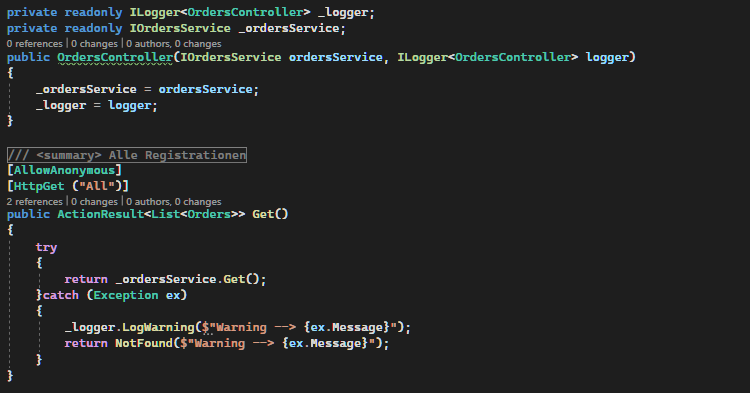 private readonly ILogger<OrdersController> _logger;
private readonly IOrdersService _ordersService;
0 references | 0 changes | 0 authors, 0 changes
public OrdersController(IOrdersService ordersService, ILogger<OrdersController> logger)
{
    _ordersService = ordersService;
    _logger = logger;
}
/// <summary> Alle Registrationen
[AllowAnonymous]
[HttpGet ("All")]
2 references | 0 changes | 0 authors, 0 changes
public ActionResult<List<Orders>> Get()
{
    try
    {
        return _ordersService.Get();
    }catch (Exception ex)
    {
        _logger.LogWarning($"Warning --> {ex.Message}");
        return NotFound($"Warning --> {ex.Message}");
    }
}